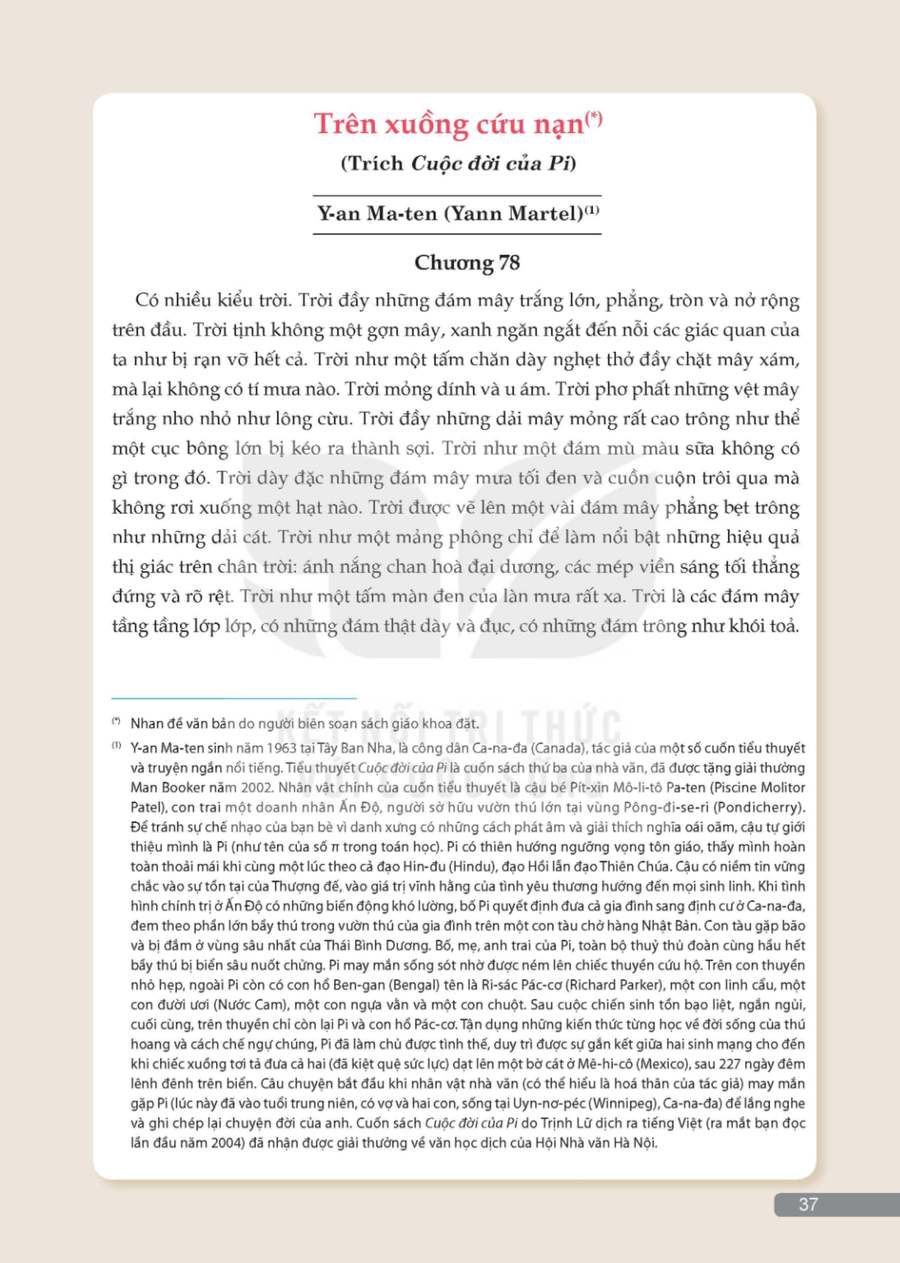 Trên xuồng cứu nạn(*)
(Trích Cuộc đời của Pi)
Y-an Ma-ten (Yann Martel)(1)
Chương 78
Có nhiều kiểu trời. Trời đầy những đám mây trắng lớn, phẳng, tròn và nở rộng
trên đầu. Trời tịnh không một gợn mây, xanh ngăn ngắt đến nỗi các giác quan của
ta như bị rạn vỡ hết cả. Trời như một tấm chăn dày nghẹt thở đầy chặt mây xám,
mà lại không có tí mưa nào. Trời mỏng dính và u ám. Trời phơ phất những vệt mây
trắng nho nhỏ như lông cừu. Trời đầy những dải mây mỏng rất cao trông như thể
một cục bông lớn bị kéo ra thành sợi. Trời như một đám mù màu sữa không có
gì trong đó. Trời dày đặc những đám mây mưa tối đen và cuồn cuộn trôi qua mà
không rơi xuống một hạt nào. Trời được vẽ lên một vài đám mây phẳng bẹt trông
như những dải cát. Trời như một mảng phông chỉ để làm nổi bật những hiệu quả
thị giác trên chân trời: ánh nắng chan hoà đại dương, các mép viền sáng tối thẳng
đứng và rõ rệt. Trời như một tấm màn đen của làn mưa rất xa. Trời là các đám mây
tầng tầng lớp lớp, có những đám thật dày và đục, có những đám trông như khói toả.
KẾT NỐI TRI THỨC
VỚI CUỘC SỐNG
(*) Nhan đề văn bản do người biên soạn sách giáo khoa đặt.
(1) Y-an Ma-ten sinh năm 1963 tại Tây Ban Nha, là công dân Ca-na-đa (Canada), tác giả của một số cuốn tiểu thuyết
và truyện ngắn nổi tiếng. Tiểu thuyết Cuộc đời của Pi là cuốn sách thứ ba của nhà văn, đã được tặng giải thưởng
Man Booker năm 2002. Nhân vật chính của cuốn tiểu thuyết là cậu bé Pít-xin Mô-li-tô Pa-ten (Piscine Molitor
Patel), con trai một doanh nhân Ấn Độ, người sở hữu vườn thú lớn tại vùng Pông-đi-se-ri (Pondicherry).
Để tránh sự chế nhạo của bạn bè vì danh xưng có những cách phát âm và giải thích nghĩa oái oăm, cậu tự giới
thiệu mình là Pi (như tên của số π trong toán học). Pi có thiên hướng ngưỡng vọng tôn giáo, thấy mình hoàn
toàn thoải mái khi cùng một lúc theo cả đạo Hin-đu (Hindu), đạo Hồi lẫn đạo Thiên Chúa. Cậu có niềm tin vững
chắc vào sự tồn tại của Thượng đế, vào giá trị vĩnh hằng của tình yêu thương hướng đến mọi sinh linh. Khi tình
hình chính trị ở Ấn Độ có những biến động khó lường, bố Pi quyết định đưa cả gia đình sang định cư ở Ca-na-đa,
đem theo phần lớn bầy thú trong vườn thú của gia đình trên một con tàu chở hàng Nhật Bản. Con tàu gặp bão
và bị đắm ở vùng sâu nhất của Thái Bình Dương. Bố, mẹ, anh trai của Pi, toàn bộ thuỷ thủ đoàn cùng hầu hết
bầy thú bị biển sâu nuốt chửng. Pi may mắn sống sót nhờ được ném lên chiếc thuyền cứu hộ. Trên con thuyền
nhỏ hẹp, ngoài Pi còn có con hổ Ben-gan (Bengal) tên là Ri-sác Pác-cơ (Richard Parker), một con linh cẩu, một
con đười ươi (Nước Cam), một con ngựa vằn và một con chuột. Sau cuộc chiến sinh tồn bạo liệt, ngắn ngủi,
cuối cùng, trên thuyền chỉ còn lại Pi và con hổ Pác-cơ. Tận dụng những kiến thức từng học về đời sống của thú
hoang và cách chế ngự chúng, Pi đã làm chủ được tình thế, duy trì được sự gắn kết giữa hai sinh mạng cho đến
khi chiếc xuồng tơi tả đưa cả hai (đã kiệt quệ sức lực) dạt lên một bờ cát ở Mê-hi-cô (Mexico), sau 227 ngày đêm
lênh đênh trên biển. Câu chuyện bắt đầu khi nhân vật nhà văn (có thể hiểu là hoá thân của tác giả) may mắn
gặp Pi (lúc này đã vào tuổi trung niên, có vợ và hai con, sống tại Uyn-nơ-péc (Winnipeg), Ca-na-đa) để lắng nghe
và ghi chép lại chuyện đời của anh. Cuốn sách Cuộc đời của Pi do Trịnh Lữ dịch ra tiếng Việt (ra mắt bạn đọc
lần đầu năm 2004) đã nhận được giải thưởng về văn học dịch của Hội Nhà văn Hà Nội.
37